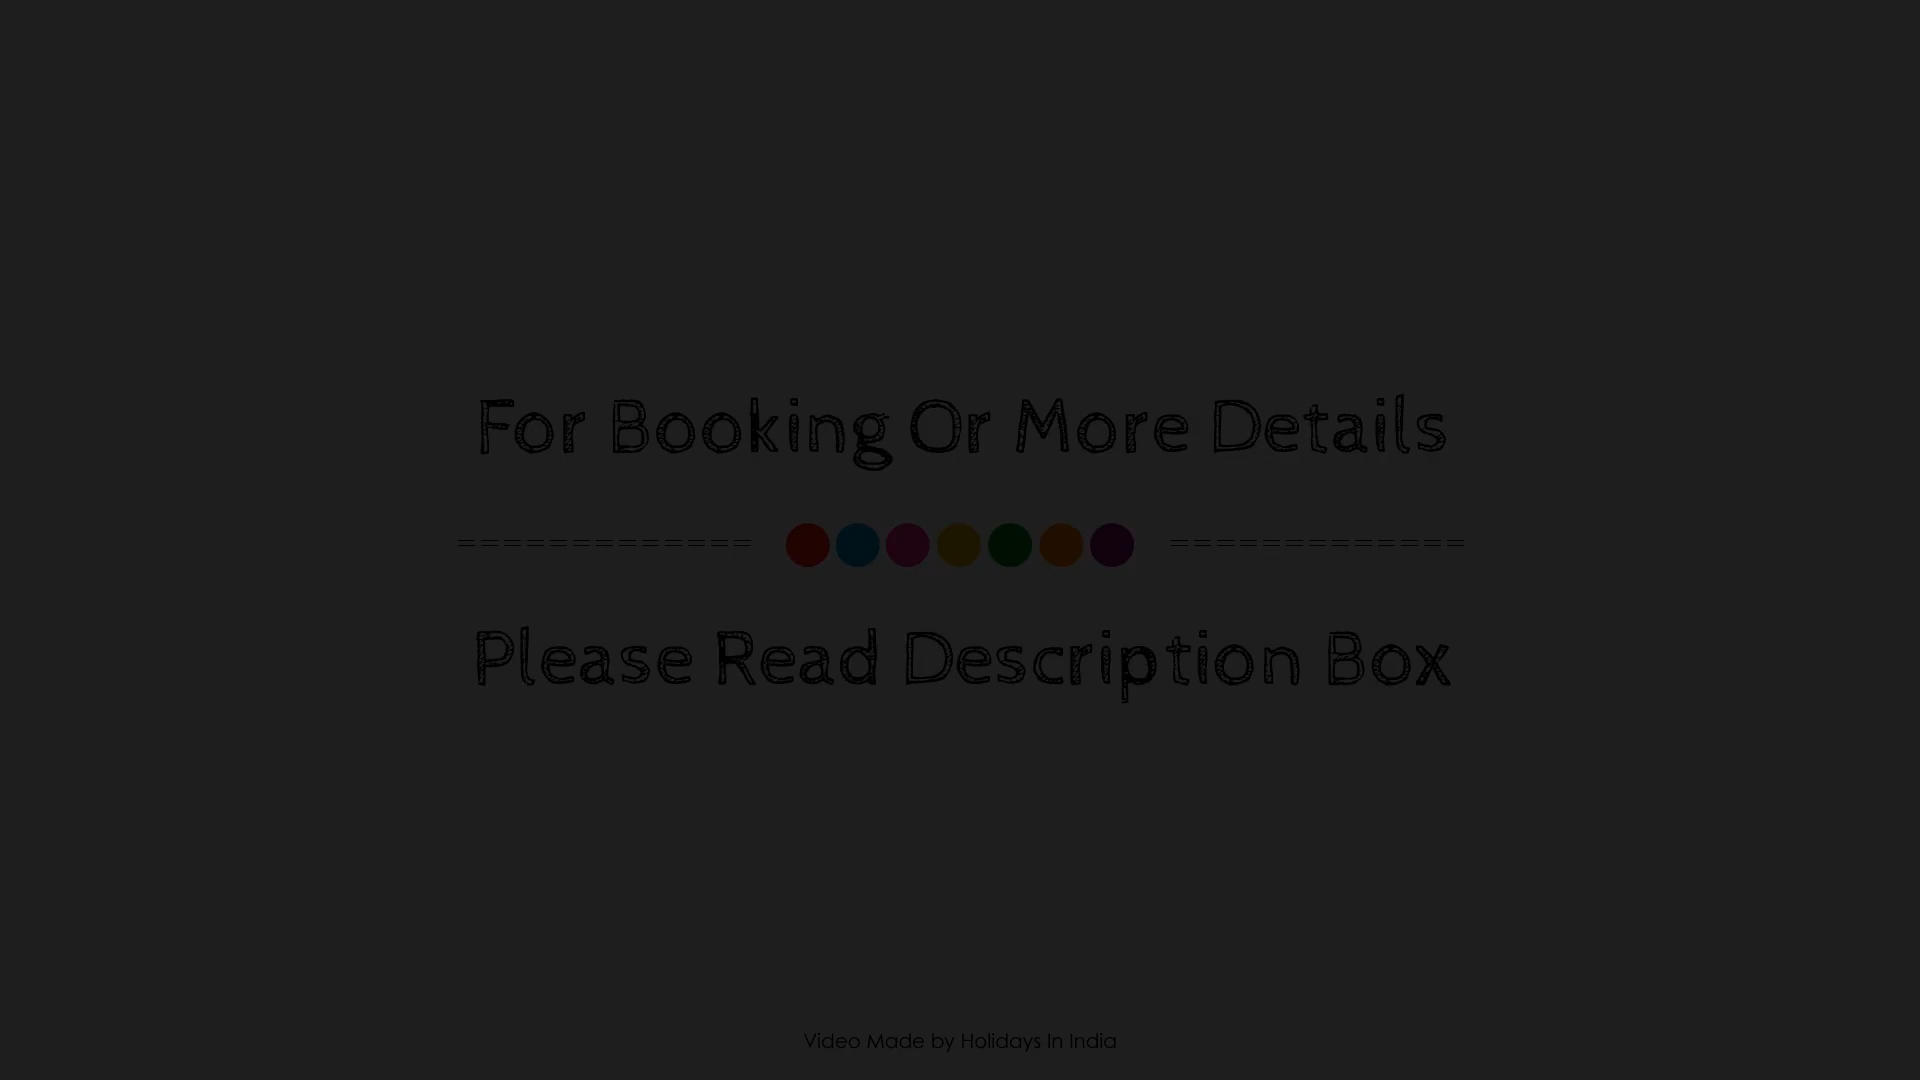 For Booking Or More Details
============= =============
Please Read Description Box
Video Made by Holidays In India